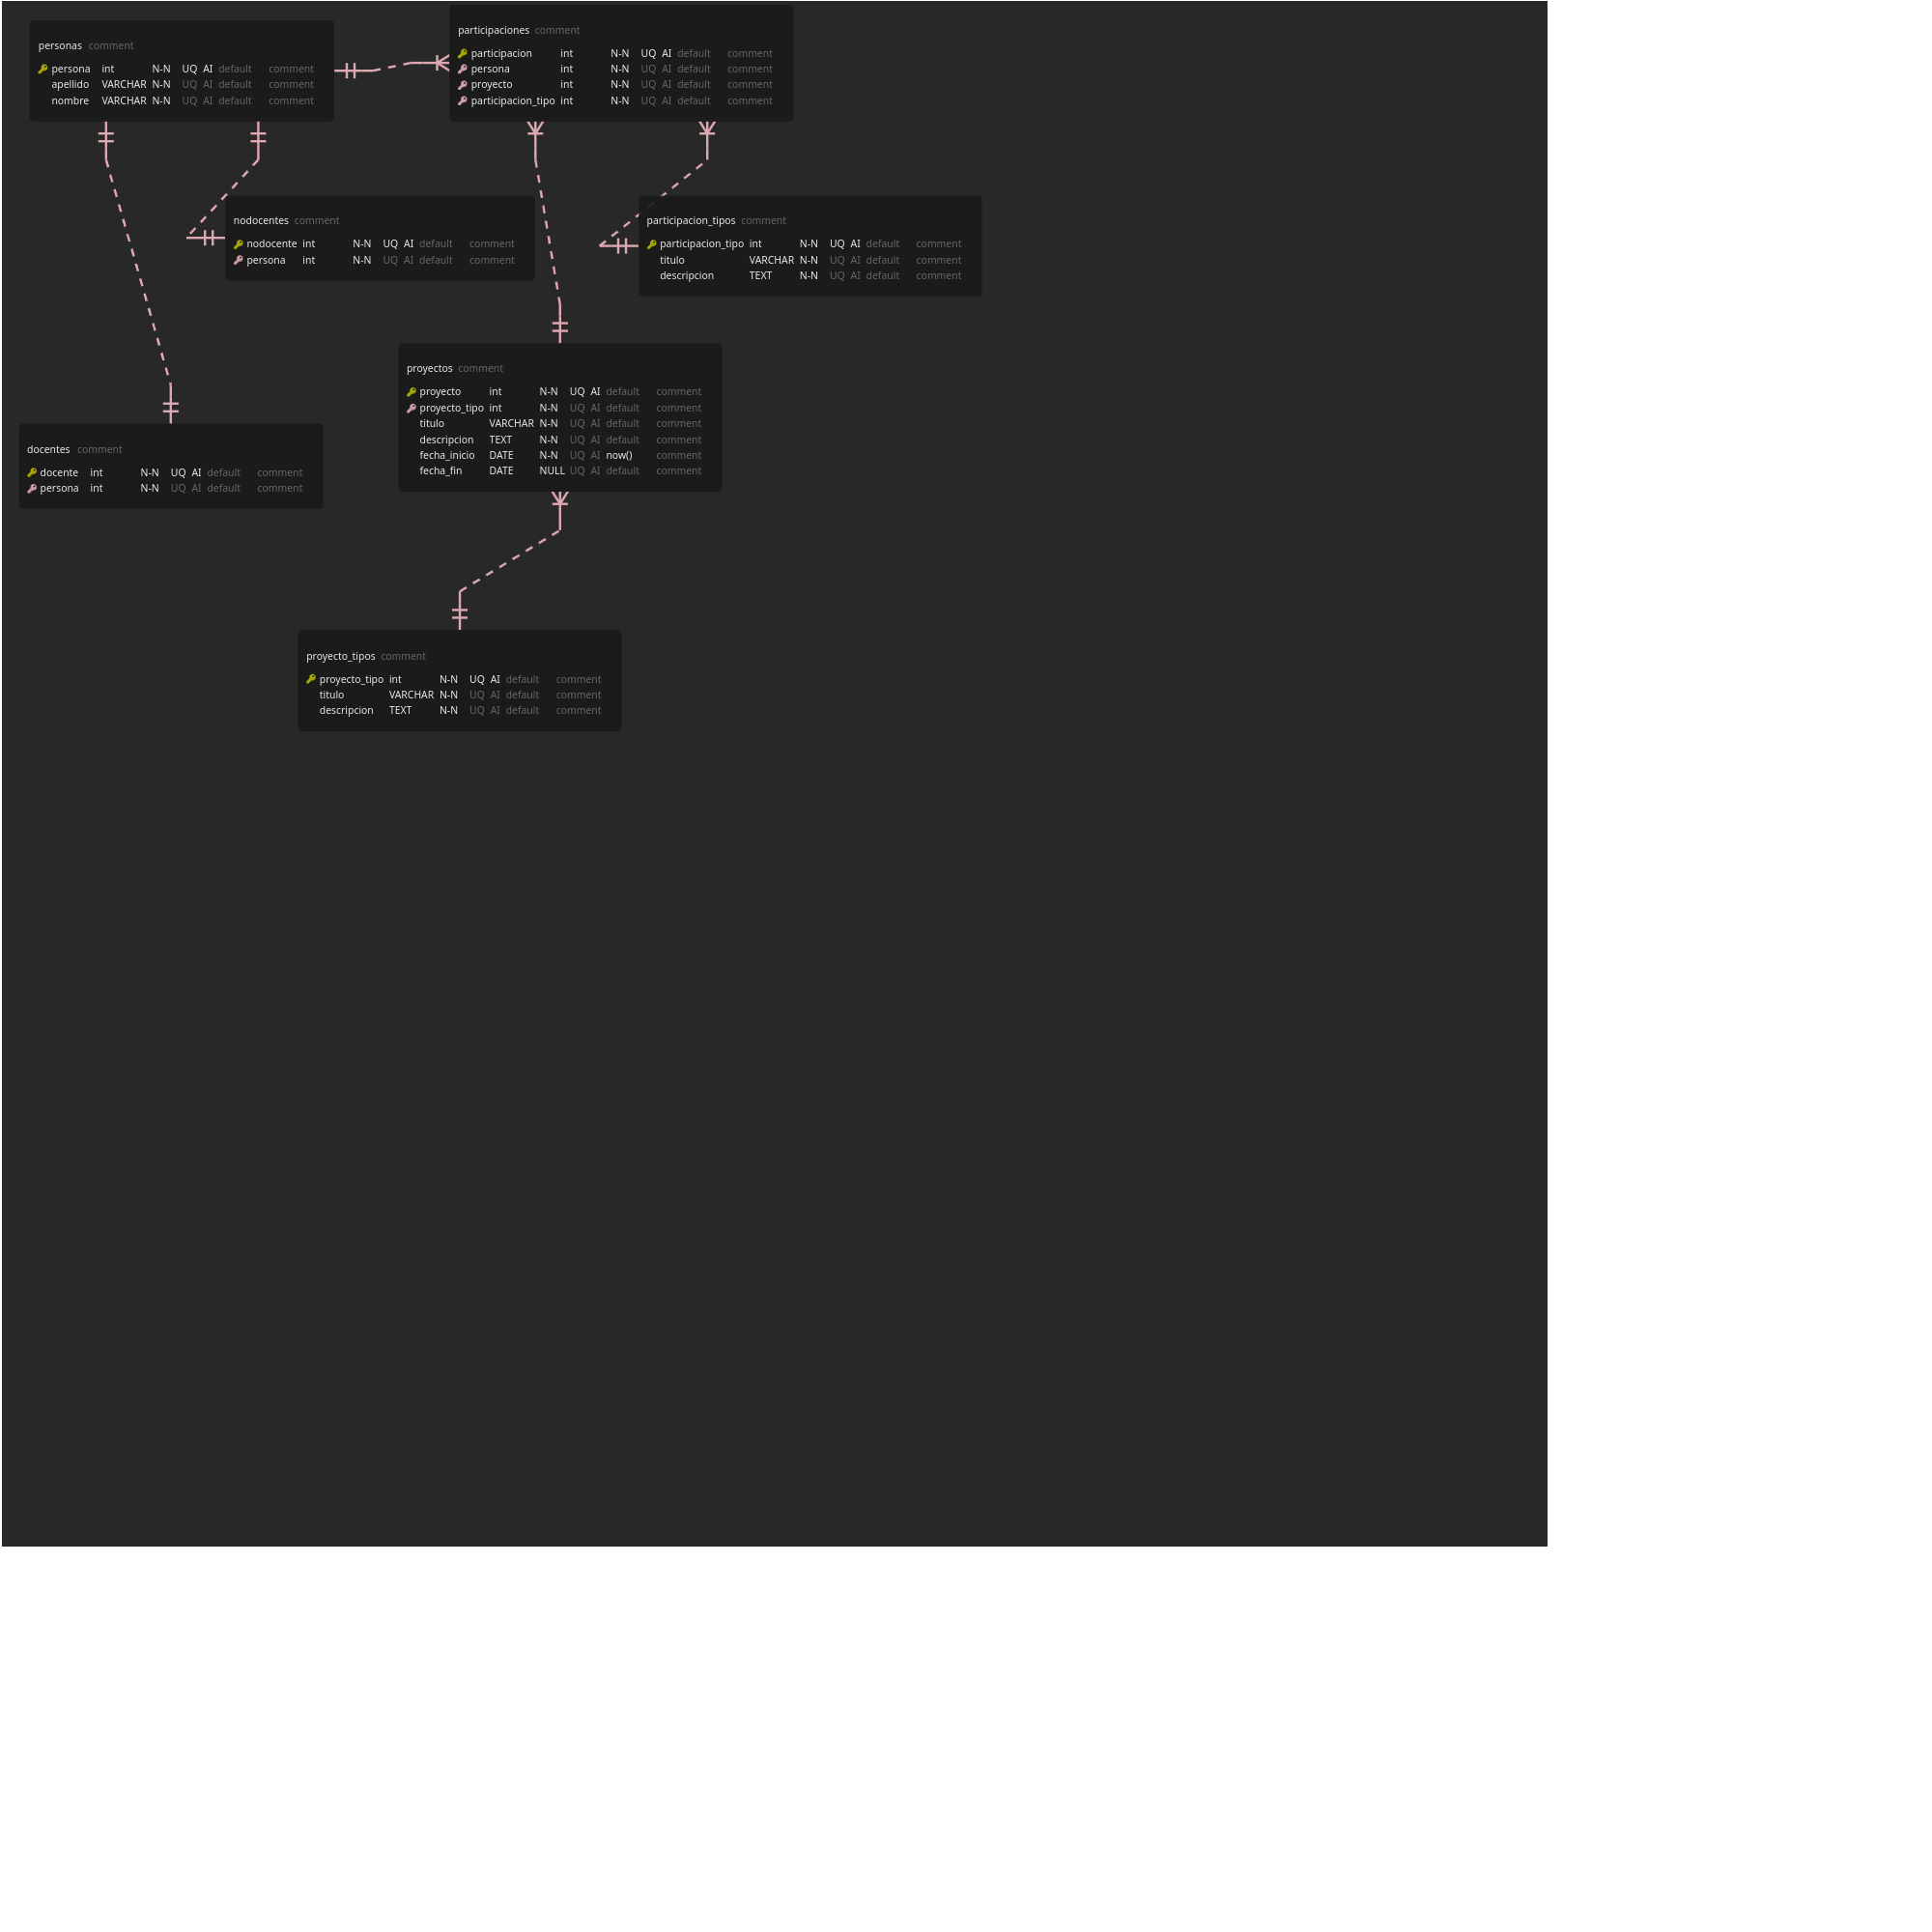 personas comment
persona int N-N UQ AI default comment
apellido VARCHAR N-N UQ AI default comment
nombre VARCHAR N-N UQ AI default comment
participaciones comment
participacion int N-N UQ AI default comment
persona int N-N UQ AI default comment
proyecto int N-N UQ AI default comment
participacion_tipo int N-N UQ AI default comment
nodocentes comment
nodocente int N-N UQ AI default comment
persona int N-N UQ AI default comment
participacion_tipos comment
participacion_tipo int N-N UQ AI default comment
titulo VARCHAR N-N UQ AI default comment
descripcion TEXT N-N UQ AI default comment
proyectos comment
proyecto int N-N UQ AI default comment
proyecto_tipo int N-N UQ AI default comment
titulo VARCHAR N-N UQ AI default comment
descripcion TEXT N-N UQ AI default comment
fecha_inicio DATE N-N UQ AI now() comment
fecha_fin DATE NULL UQ AI default comment
docentes comment
docente int N-N UQ AI default comment
persona int N-N UQ AI default comment
proyecto_tipos comment
proyecto_tipo int N-N UQ AI default comment
titulo VARCHAR N-N UQ AI default comment
descripcion TEXT N-N UQ AI default comment